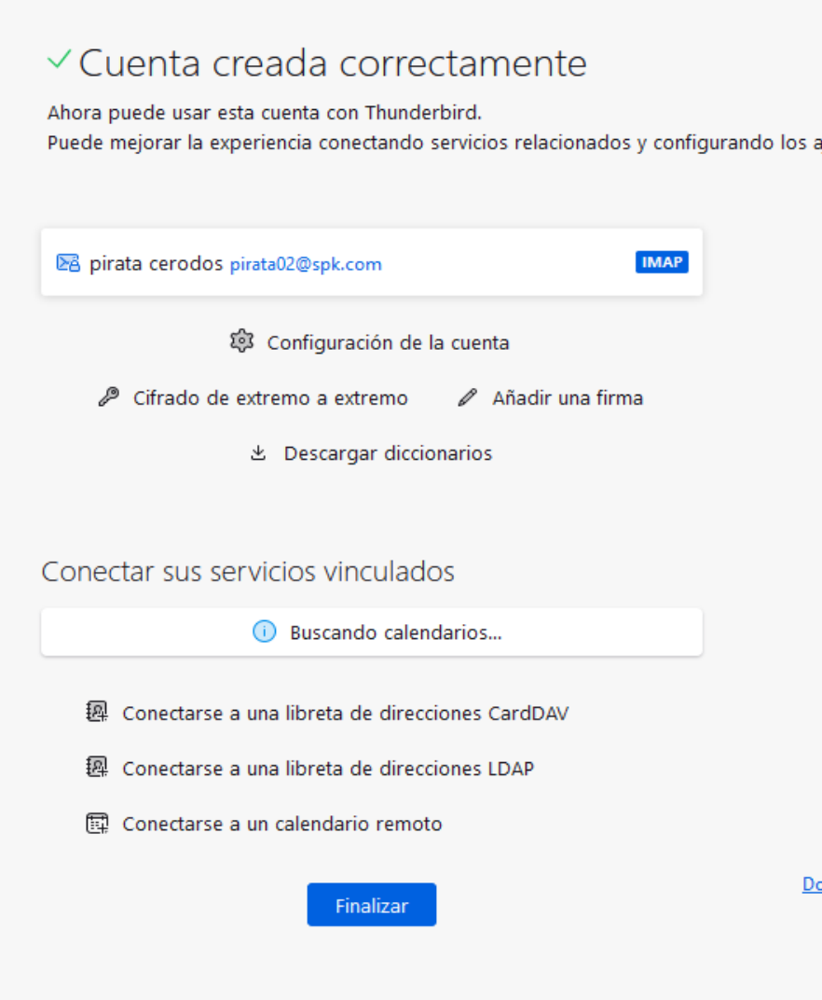 Cuenta creada correctamente
Ahora puede usar esta cuenta con Thunderbird.
Puede mejorar la experiencia conectando servicios relacionados y configurando los
pirata cerodos pirata02@spk.com IMAP
Configuración de la cuenta
Cifrado de extremo a extremo Añadir una firma
Descargar diccionarios
Conectar sus servicios vinculados
Buscando calendarios...
Conectarse a una libreta de direcciones CardDAV
Conectarse a una libreta de direcciones LDAP
Conectarse a un calendario remoto
Finalizar